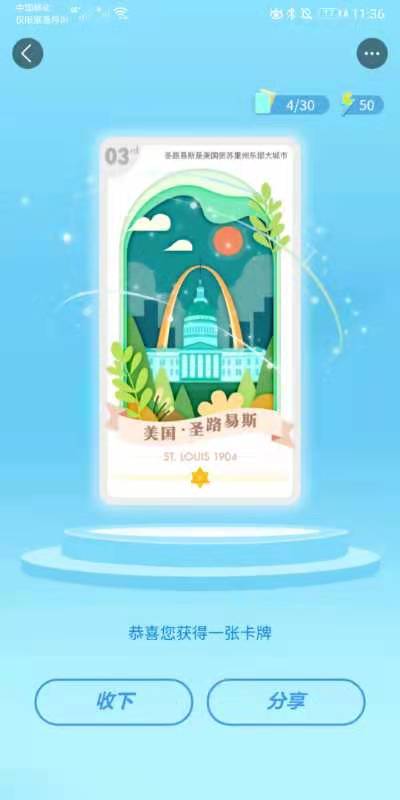 中国移动
仅限紧急呼叫
11:36
4/30
50
03rd
圣路易斯是美国密苏里州东部大城市
美国·圣路易斯
ST. LOUIS 1904
恭喜您获得一张卡牌
收下
分享